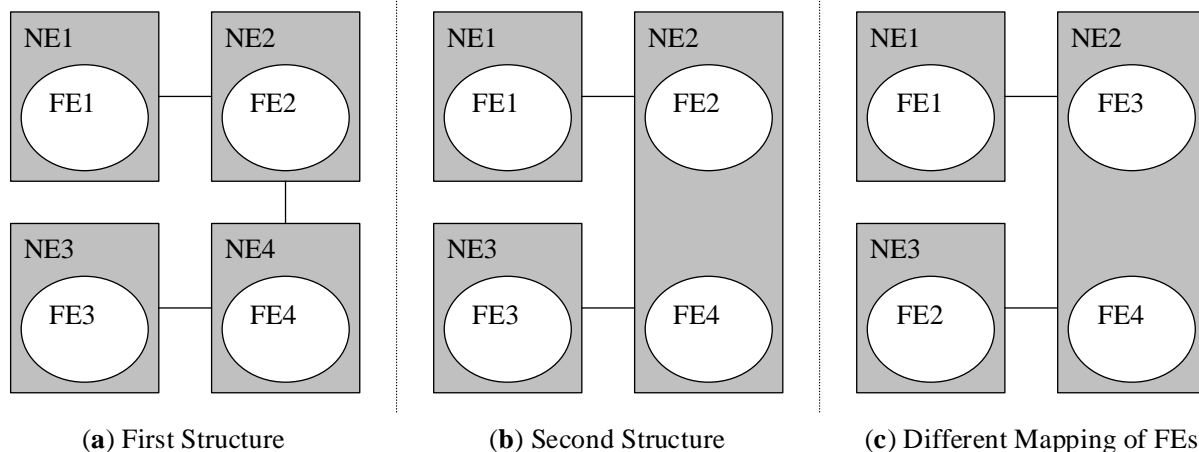 NE1
FE1
NE2
FE2
NE3
FE3
NE4
FE4
(a) First Structure
NE1
FE1
NE2
FE2
NE3
FE3
FE4
(b) Second Structure
NE1
FE1
NE2
FE3
NE3
FE2
FE4
(c) Different Mapping of FEs